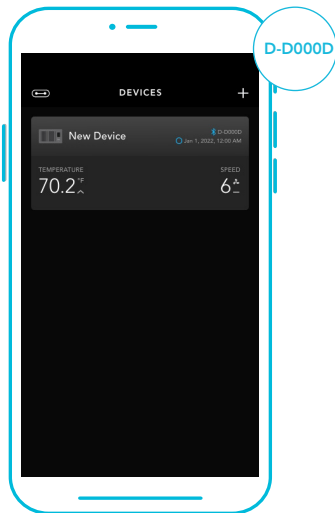 D-D000D
DEVICES
New Device
D-D000D
Jan 1, 2022, 12:00 AM
TEMPERATURE
SPEED
70.2 °F
6